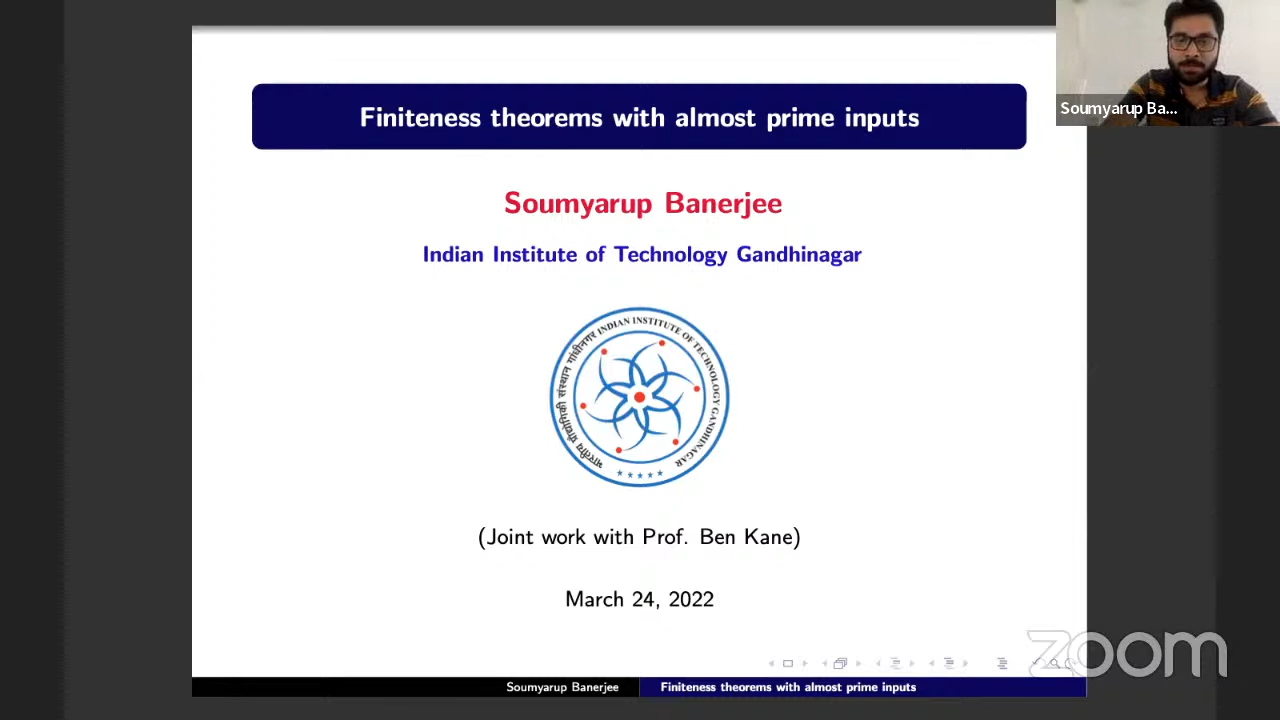 Finiteness theorems with almost prime inputs
Soumyarup Ba...
Soumyarup Banerjee
Indian Institute of Technology Gandhinagar
भारतीय प्रौद्योगिकी संस्थान गांधीनगर INDIAN INSTITUTE OF TECHNOLOGY GANDHINAGAR
(Joint work with Prof. Ben Kane)
March 24, 2022
zoom
Soumyarup Banerjee
Finiteness theorems with almost prime inputs